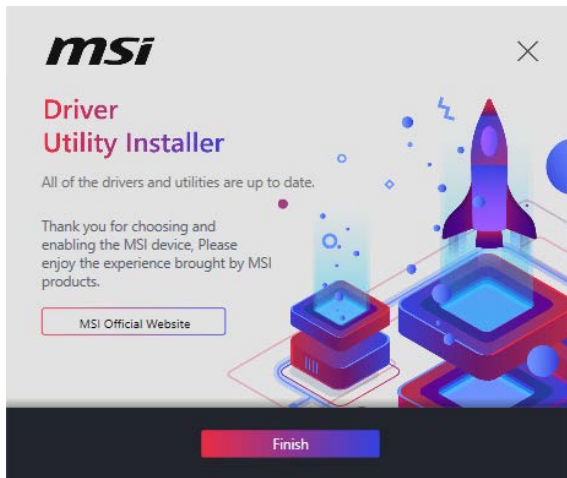 msi
Driver
Utility Installer
All of the drivers and utilities are up to date.
Thank you for choosing and
enabling the MSI device, Please
enjoy the experience brought by MSI
products.
MSI Official Website
Finish